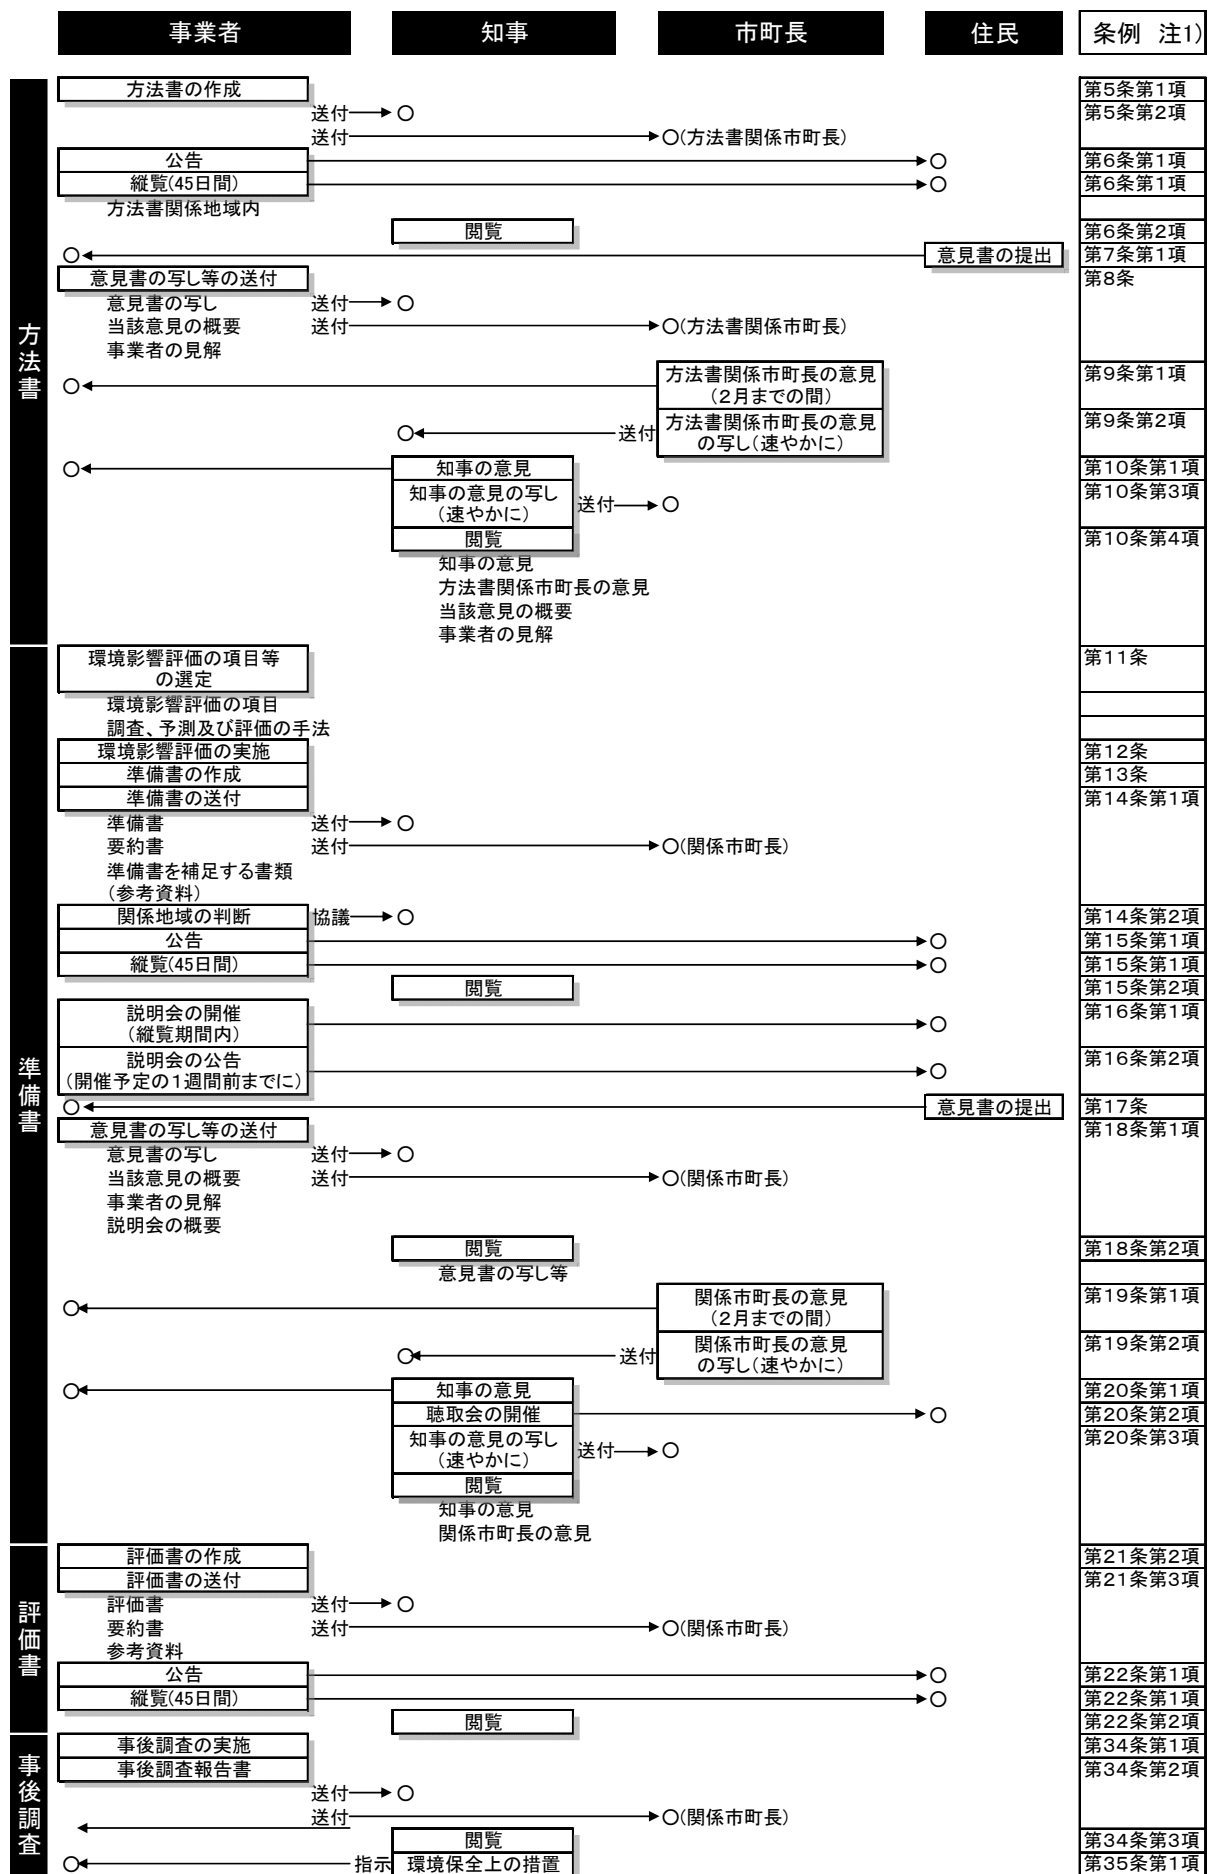 事業者 知事 市町長 住民 条例 注1)
方法書
方法書の作成 第5条第1項
送付 第5条第2項
送付 (方法書関係市町長)
公告 第6条第1項
縦覧(45日間) 第6条第1項
方法書関係地域内
閲覧 第6条第2項
意見書の提出 第7条第1項
意見書の写し等の送付 第8条
意見書の写し 送付
当該意見の概要 送付 (方法書関係市町長)
事業者の見解
方法書関係市町長の意見 第9条第1項
(2月までの間)
方法書関係市町長の意見 第9条第2項
送付 の写し(速やかに)
知事の意見 第10条第1項
知事の意見の写し 送付 第10条第3項
(速やかに)
閲覧 第10条第4項
知事の意見
方法書関係市町長の意見
当該意見の概要
事業者の見解
準備書
環境影響評価の項目等 第11条
の選定
環境影響評価の項目
調査、予測及び評価の手法
環境影響評価の実施 第12条
準備書の作成 第13条
準備書の送付 第14条第1項
準備書 送付
要約書 送付 (関係市町長)
準備書を補足する書類
(参考資料)
関係地域の判断 協議 第14条第2項
公告 第15条第1項
縦覧(45日間) 第15条第1項
閲覧 第15条第2項
説明会の開催 第16条第1項
(縦覧期間内)
説明会の公告 第16条第2項
(開催予定の1週間前までに)
意見書の提出 第17条
意見書の写し等の送付 第18条第1項
意見書の写し 送付
当該意見の概要 送付 (関係市町長)
事業者の見解
説明会の概要
閲覧 第18条第2項
意見書の写し等
関係市町長の意見 第19条第1項
(2月までの間)
関係市町長の意見 第19条第2項
送付 の写し(速やかに)
知事の意見 第20条第1項
聴取会の開催 第20条第2項
知事の意見の写し 送付 第20条第3項
(速やかに)
閲覧
知事の意見
関係市町長の意見
評価書
評価書の作成 第21条第2項
評価書の送付 第21条第3項
評価書 送付
要約書 送付 (関係市町長)
参考資料
公告 第22条第1項
縦覧(45日間) 第22条第1項
閲覧 第22条第2項
事後調査
事後調査の実施 第34条第1項
事後調査報告書 第34条第2項
送付
送付 (関係市町長)
閲覧 第34条第3項
指示 環境保全上の措置 第35条第1項